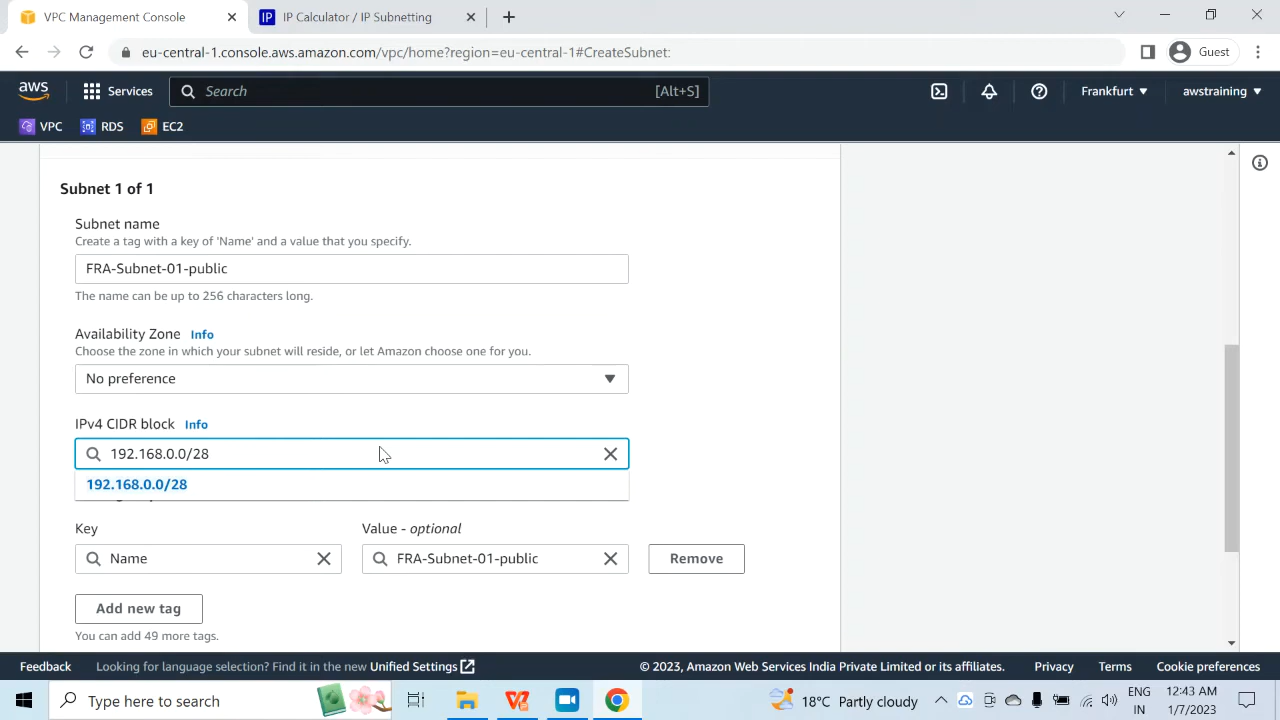 VPC Management Console
IP
IP Calculator / IP Subnetting
eu-central-1.console.aws.amazon.com/vpc/home?region=eu-central-1#CreateSubnet:
Guest
aws
Services
Search
[Alt+S]
Frankfurt
awstraining
VPC
RDS
EC2
Subnet 1 of 1
Subnet name
Create a tag with a key of 'Name' and a value that you specify.
FRA-Subnet-01-public
The name can be up to 256 characters long.
Availability Zone Info
Choose the zone in which your subnet will reside, or let Amazon choose one for you.
No preference
IPv4 CIDR block Info
192.168.0.0/28
192.168.0.0/28
Key
Value - optional
Name
FRA-Subnet-01-public
Remove
Add new tag
You can add 49 more tags.
Feedback
Looking for language selection? Find it in the new Unified Settings
© 2023, Amazon Web Services India Private Limited or its affiliates.
Privacy
Terms
Cookie preferences
Type here to search
18°C Partly cloudy
ENG
IN
12:43 AM
1/7/2023